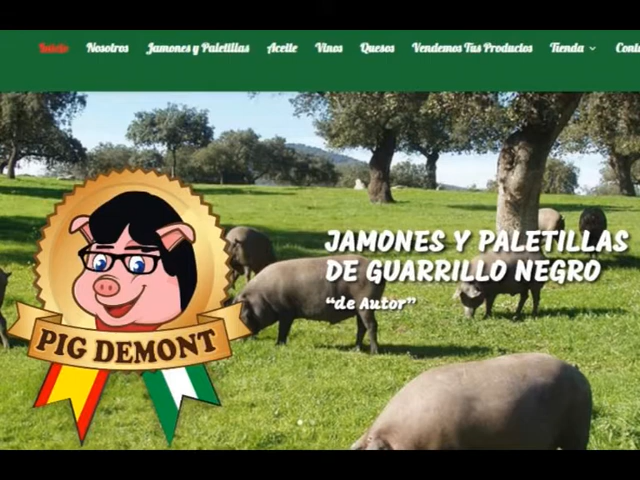 Inicio Nosotros Jamones y Paletillas Aceite Vinos Quesos Vendemos Tus Productos Tienda
JAMONES Y PALETILLAS
DE GUARRILLO NEGRO
“de Autor”
PIG DEMONT